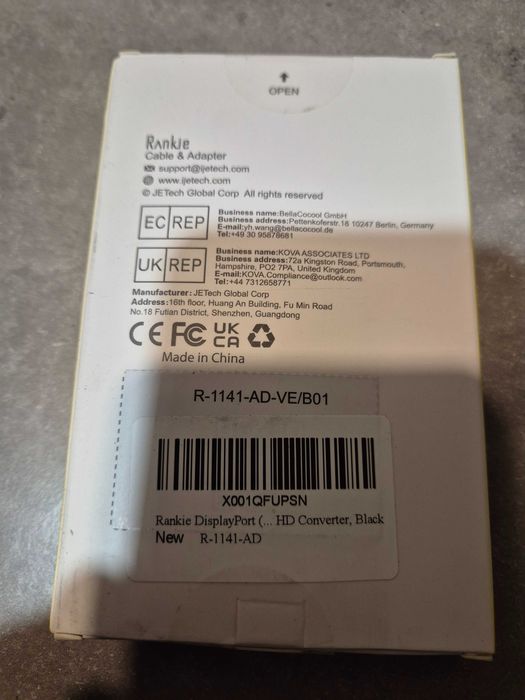 OPEN
Rankie
Cable & Adapter
support@ijetech.com
www.ijetech.com
© JETech Global Corp All rights reserved
EC REP
Business name:BellaCocool GmbH
Business address:Pettenkoferstr.18 10247 Berlin, Germany
E-mail:yh.wang@bellacocool.de
Tel:+49 30 95878681
UK REP
Business name:KOVA ASSOCIATES LTD
Business address:72a Kingston Road, Portsmouth,
Hampshire, PO2 7PA, United Kingdom
E-mail:KOVA.Compliance@outlook.com
Tel:+44 7312658771
Manufacturer: JETech Global Corp
Address:16th floor, Huang An Building, Fu Min Road
No.18 Futian District, Shenzhen, Guangdong
CE FC UK CA
Made in China
R-1141-AD-VE/B01
X001QFUPSN
Rankie DisplayPort (... HD Converter, Black
New R-1141-AD